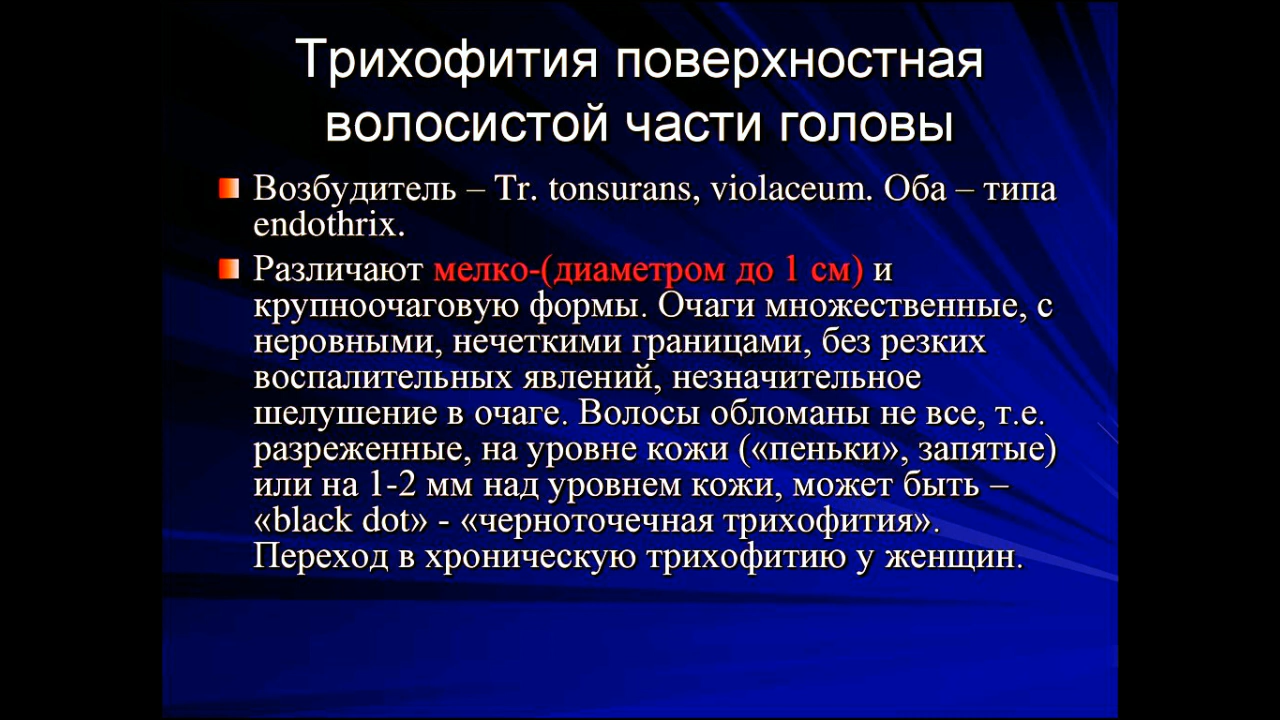 Трихофития поверхностная
волосистой части головы
Возбудитель – Tr. tonsurans, violaceum. Оба – типа
endothrix.
Различают мелко-(диаметром до 1 см) и
крупноочаговую формы. Очаги множественные, с
неровными, нечеткими границами, без резких
воспалительных явлений, незначительное
шелушение в очаге. Волосы обломаны не все, т.е.
разреженные, на уровне кожи («пеньки», запятые)
или на 1-2 мм над уровнем кожи, может быть –
«black dot» - «черноточечная трихофития».
Переход в хроническую трихофитию у женщин.